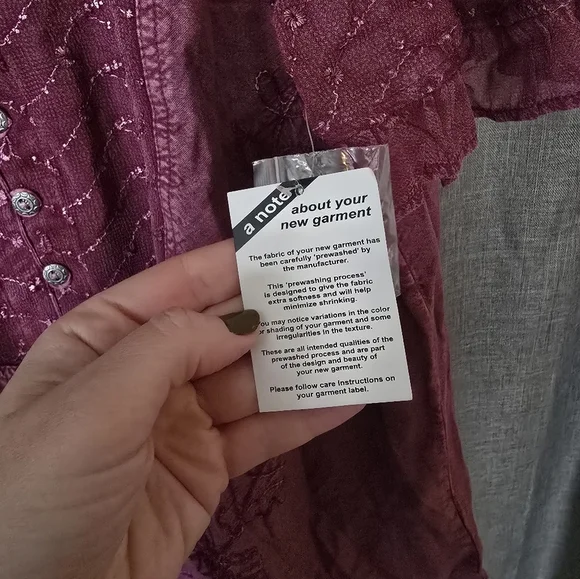 a note
about your
new garment
The fabric of your new garment has
been carefully 'prewashed' by
the manufacturer.
This 'prewashing process'
is designed to give the fabric
extra softness and will help
minimize shrinking.
You may notice variations in the color
or shading of your garment and some
irregularities in the texture.
These are all intended qualities of the
prewashed process and are part
of the design and beauty of
your new garment.
Please follow care instructions on
your garment label.